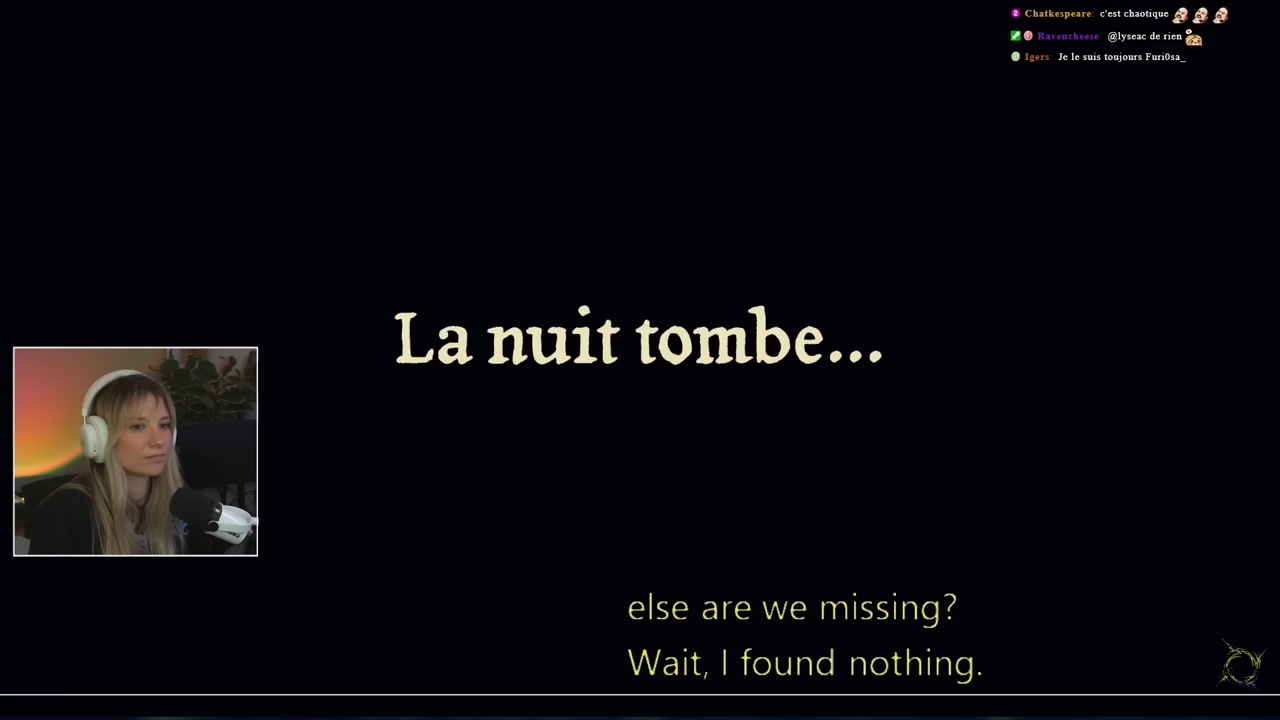 Chatkespeare: c'est chaotique
Ravencheese: @lyseac de rien
Igers: Je le suis toujours Furi0sa_
La nuit tombe...
else are we missing?
Wait, I found nothing.